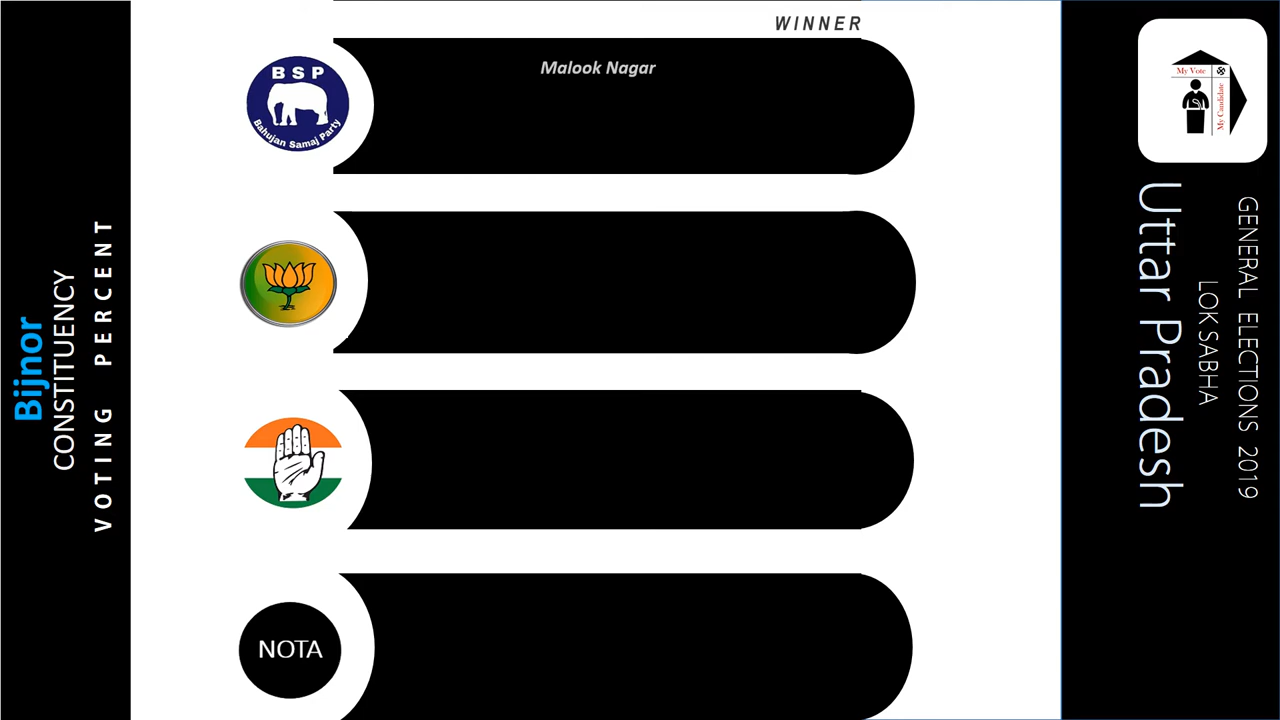 Bijnor
CONSTITUENCY
VOTING PERCENT
WINNER
BSP
Bahujan Samaj Party
Malook Nagar
NOTA
My Vote
My Candidate
GENERAL ELECTIONS 2019
LOK SABHA
Uttar Pradesh